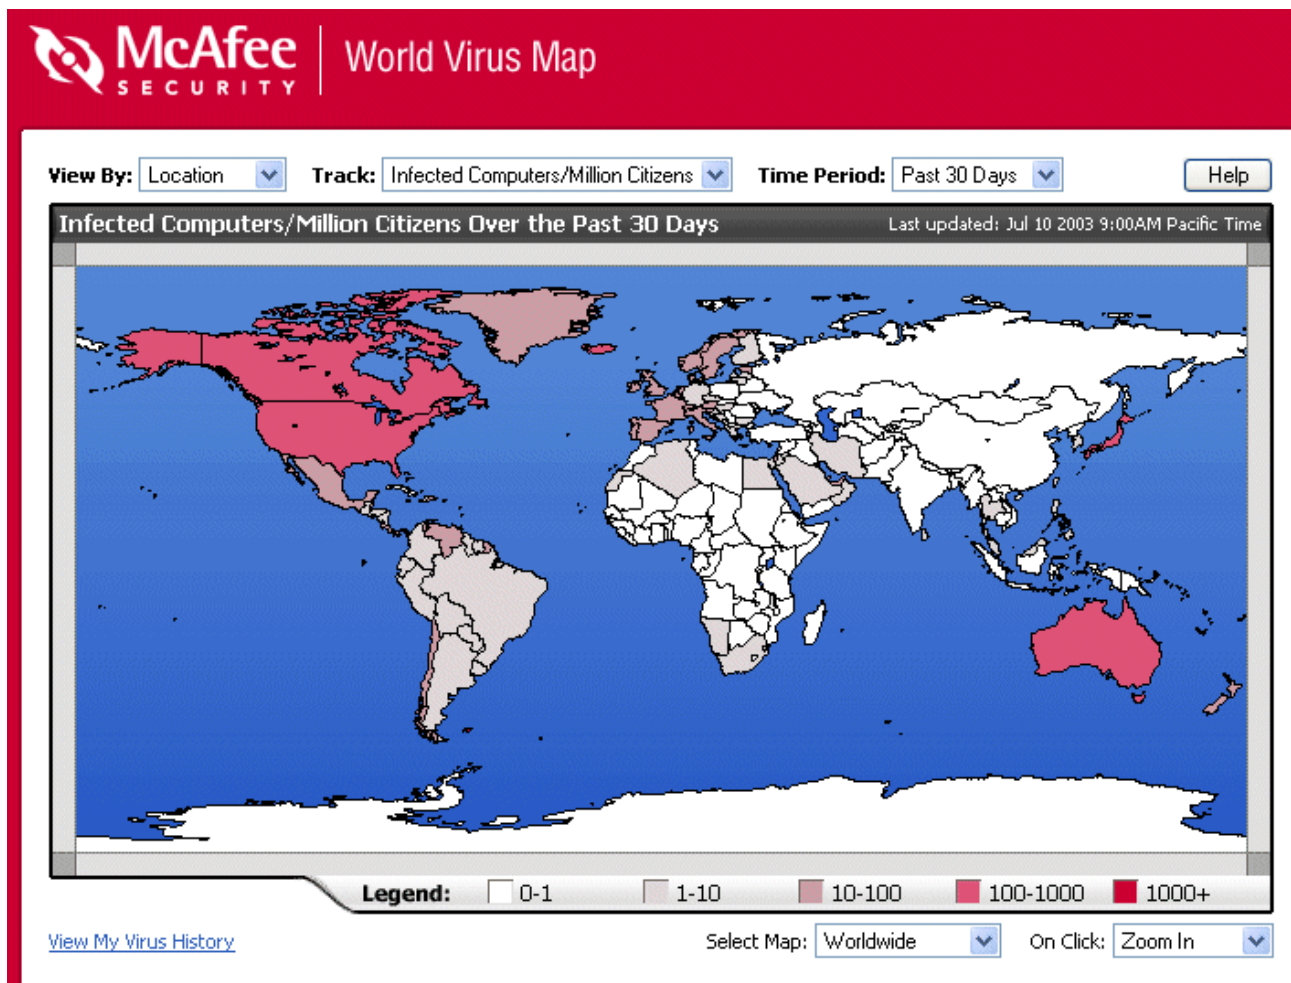 McAfee SECURITY World Virus Map
View By: Location Track: Infected Computers/Million Citizens Time Period: Past 30 Days Help
Infected Computers/Million Citizens Over the Past 30 Days Last updated: Jul 10 2003 9:00AM Pacific Time
Legend: 0-1 1-10 10-100 100-1000 1000+
View My Virus History Select Map: Worldwide On Click: Zoom In